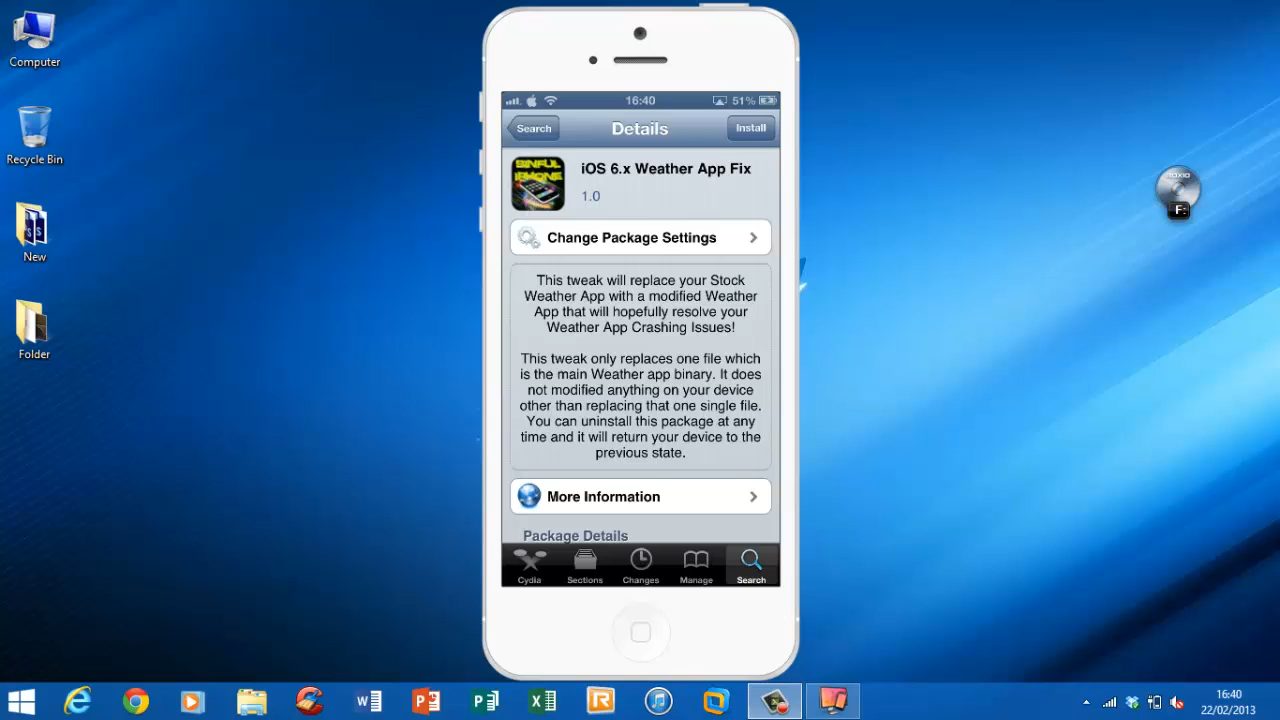 Computer
Recycle Bin
New
Folder
16:40
51%
Search
Details
Install
SINFUL
IPHONE
iOS 6.x Weather App Fix
1.0
Change Package Settings
This tweak will replace your Stock
Weather App with a modified Weather
App that will hopefully resolve your
Weather App Crashing Issues!
This tweak only replaces one file which
is the main Weather app binary. It does
not modified anything on your device
other than replacing that one single file.
You can uninstall this package at any
time and it will return your device to the
previous state.
More Information
Package Details
Cydia
Sections
Changes
Manage
Search
ROXIO
F:
16:40
22/02/2013